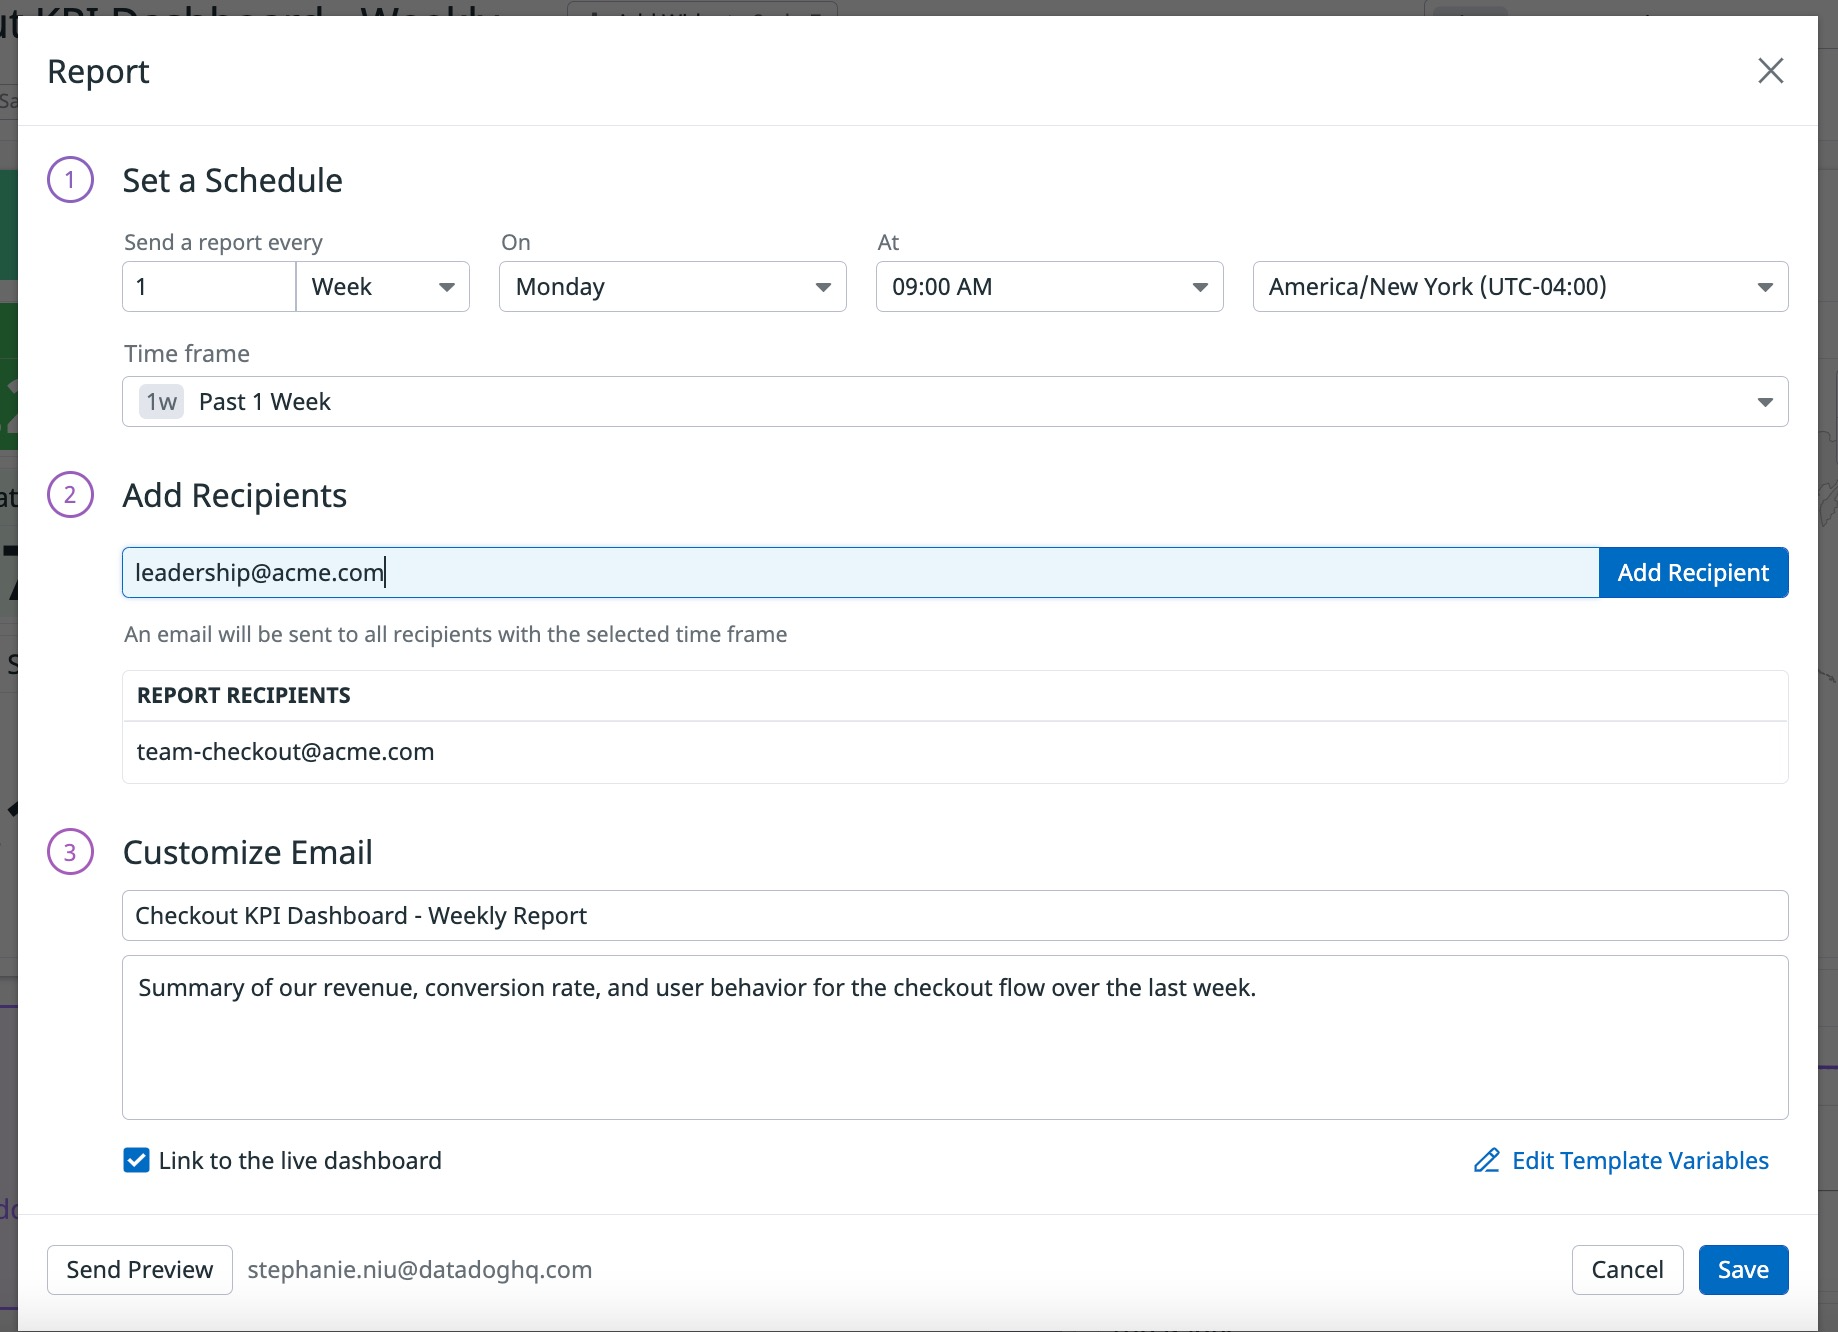 Report
1 Set a Schedule
Send a report every On At
1 Week Monday 09:00 AM America/New York (UTC-04:00)
Time frame
1w Past 1 Week
2 Add Recipients
leadership@acme.com Add Recipient
An email will be sent to all recipients with the selected time frame
REPORT RECIPIENTS
team-checkout@acme.com
3 Customize Email
Checkout KPI Dashboard - Weekly Report
Summary of our revenue, conversion rate, and user behavior for the checkout flow over the last week.
Link to the live dashboard Edit Template Variables
Send Preview stephanie.niu@datadoghq.com Cancel Save